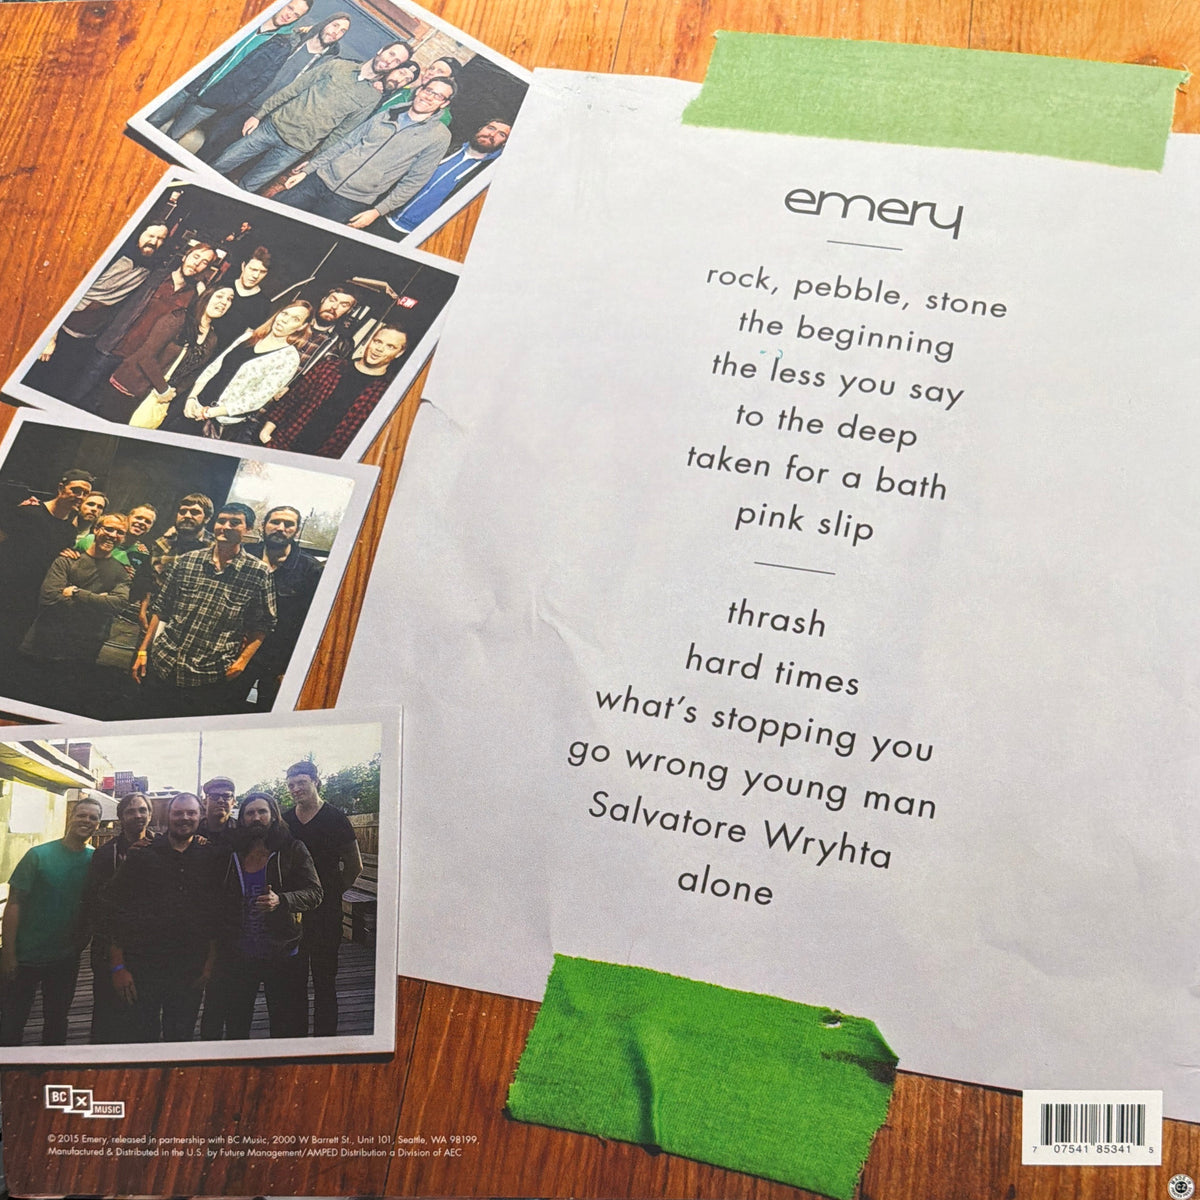 emery
rock, pebble, stone
the beginning
the less you say
to the deep
taken for a bath
pink slip
thrash
hard times
what's stopping you
go wrong young man
Salvatore Wryhta
alone
EXIT
BC X MUSIC
© 2015 Emery, released in partnership with BC Music, 2000 W Barrett St., Unit 101, Seattle, WA 98199,
Manufactured & Distributed in the U.S. by Future Management/AMPED Distribution a Division of AEC
7 07541 85341 5